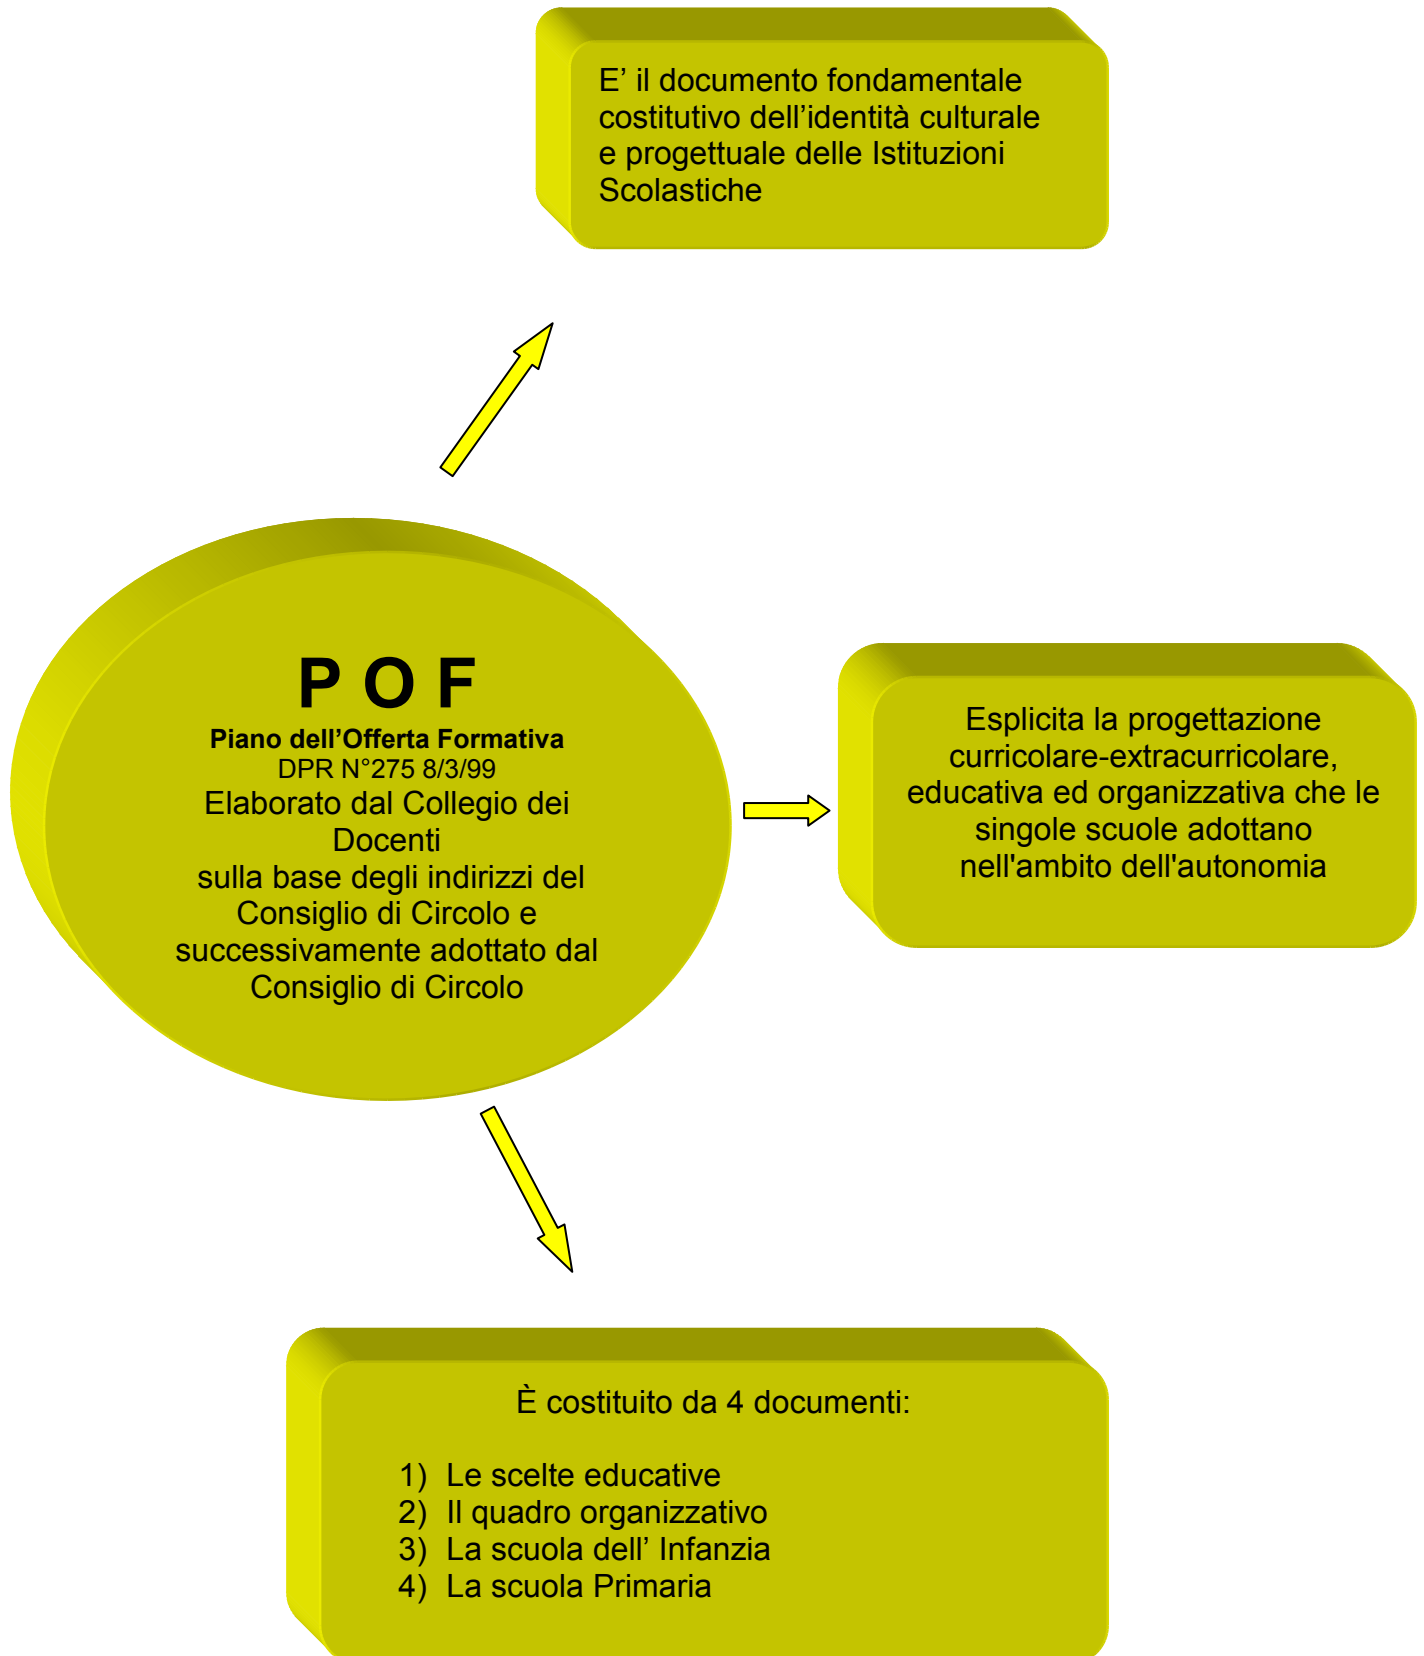 E’ il documento fondamentale
costitutivo dell’identità culturale
e progettuale delle Istituzioni
Scolastiche
P O F
Piano dell’Offerta Formativa
DPR N°275 8/3/99
Elaborato dal Collegio dei
Docenti
sulla base degli indirizzi del
Consiglio di Circolo e
successivamente adottato dal
Consiglio di Circolo
Esplicita la progettazione
curricolare-extracurricolare,
educativa ed organizzativa che le
singole scuole adottano
nell'ambito dell'autonomia
È costituito da 4 documenti:
1) Le scelte educative
2) Il quadro organizzativo
3) La scuola dell’ Infanzia
4) La scuola Primaria